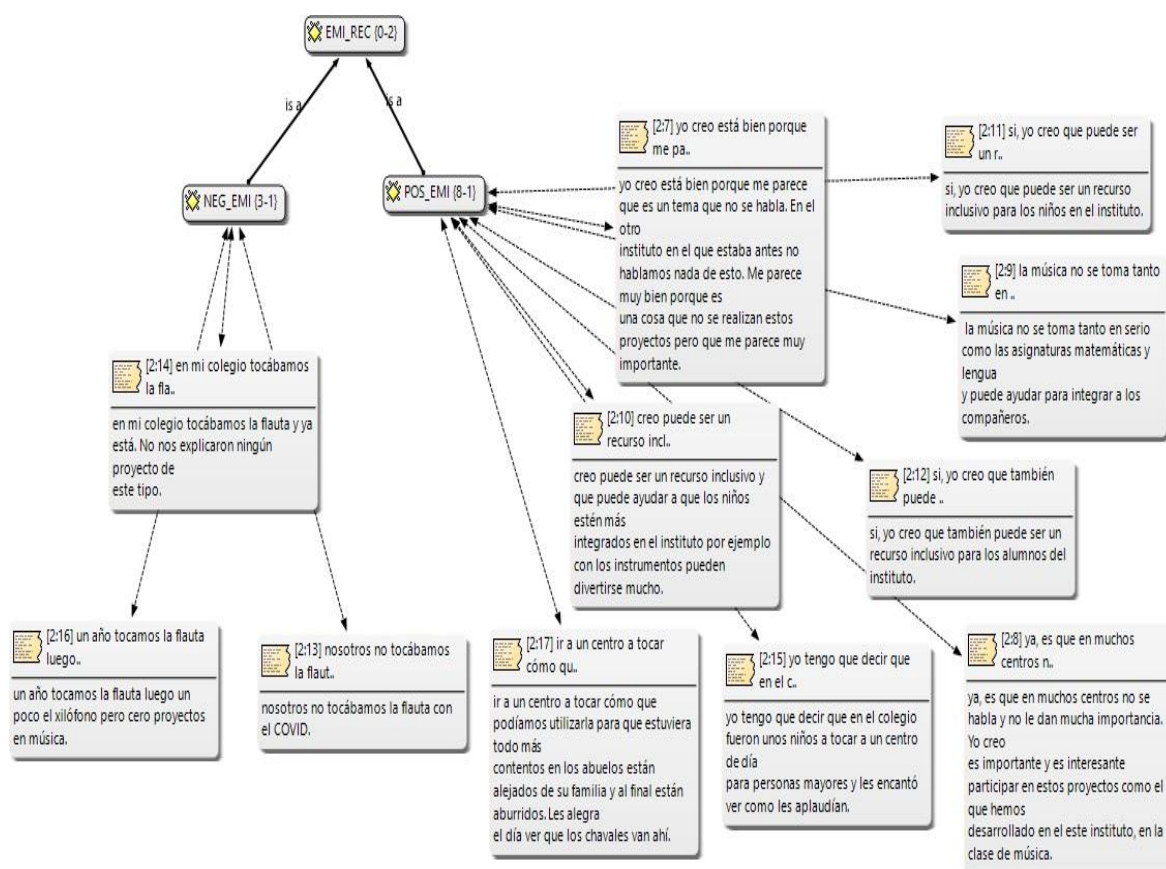 EMI_REC {0-2}
is a
is a
NEG_EMI {3-1}
POS_EMI {8-1}
[2:7] yo creo está bien porque
me pa..
yo creo está bien porque me parece
que es un tema que no se habla. En el
otro
instituto en el que estaba antes no
hablamos nada de esto. Me parece
muy bien porque es
una cosa que no se realizan estos
proyectos pero que me parece muy
importante.
[2:11] si, yo creo que puede ser
un r..
si, yo creo que puede ser un recurso
inclusivo para los niños en el instituto.
[2:9] la música no se toma tanto
en ..
la música no se toma tanto en serio
como las asignaturas matemáticas y
lengua
y puede ayudar para integrar a los
compañeros.
[2:14] en mi colegio tocábamos
la fla..
en mi colegio tocábamos la flauta y ya
está. No nos explicaron ningún
proyecto de
este tipo.
[2:10] creo puede ser un
recurso incl..
creo puede ser un recurso inclusivo y
que puede ayudar a que los niños
estén más
integrados en el instituto por ejemplo
con los instrumentos pueden
divertirse mucho.
[2:12] si, yo creo que también
puede ..
si, yo creo que también puede ser un
recurso inclusivo para los alumnos del
instituto.
[2:16] un año tocamos la flauta
luego..
un año tocamos la flauta luego un
poco el xilófono pero cero proyectos
en música.
[2:13] nosotros no tocábamos
la flaut..
nosotros no tocábamos la flauta con
el COVID.
[2:17] ir a un centro a tocar
cómo qu..
ir a un centro a tocar cómo que
podíamos utilizarla para que estuviera
todo más
contentos en los abuelos están
alejados de su familia y al final están
aburridos. Les alegra
el día ver que los chavales van ahí.
[2:15] yo tengo que decir que
en el c..
yo tengo que decir que en el colegio
fueron unos niños a tocar a un centro
de día
para personas mayores y les encantó
ver como les aplaudían.
[2:8] ya, es que en muchos
centros n..
ya, es que en muchos centros no se
habla y no le dan mucha importancia.
Yo creo
es importante y es interesante
participar en estos proyectos como el
que hemos
desarrollado en el este instituto, en la
clase de música.